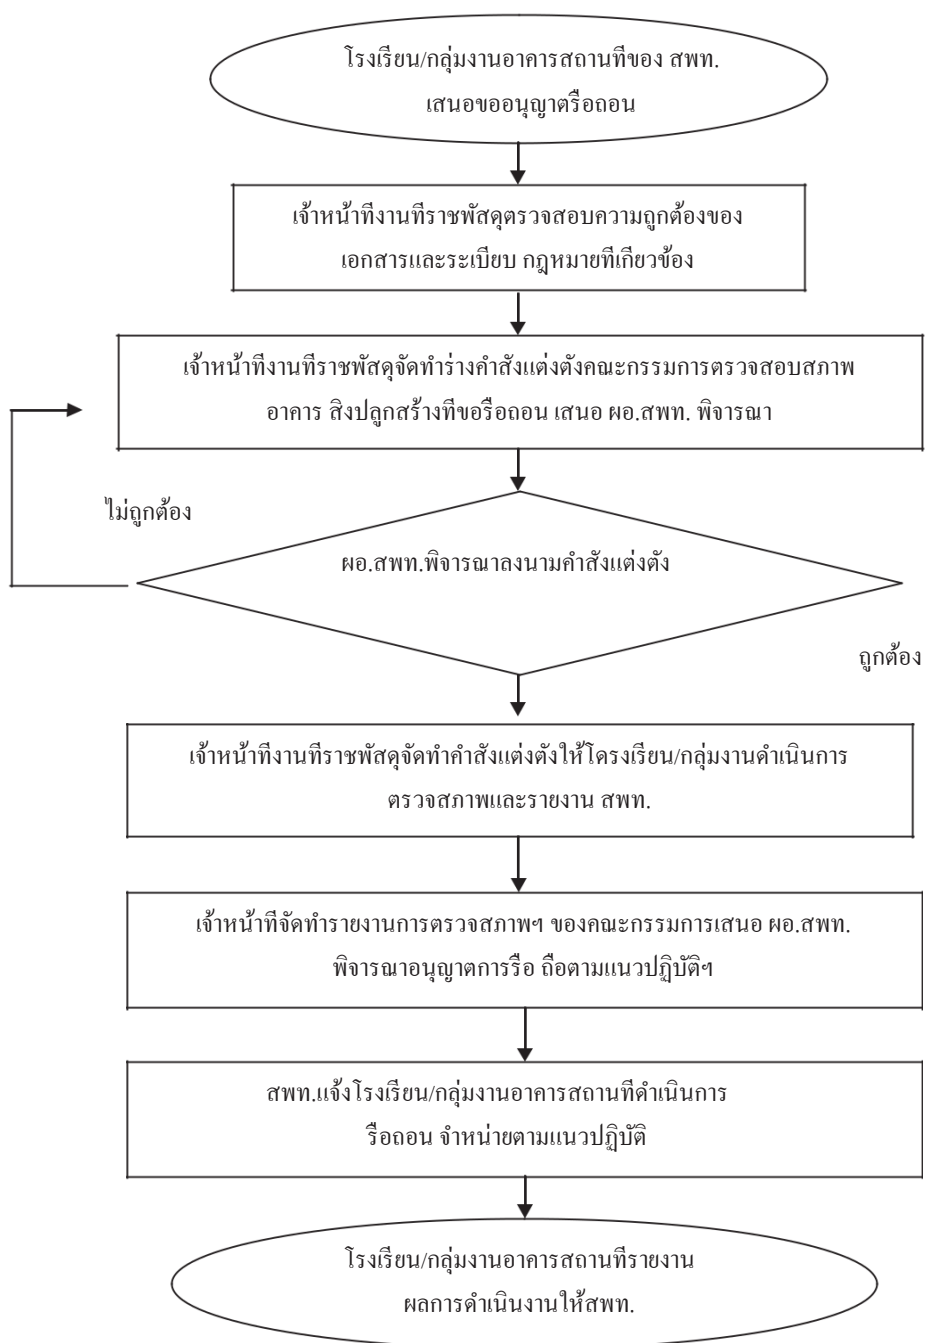 โรงเรียน/กลุ่มงานอาคารสถานทีของ สพท.
เสนอขออนุญาตรือถอน
เจ้าหน้าทีงานทีราชพัสดุตรวจสอบความถูกต้องของ
เอกสารและระเบียบ กฎหมายทีเกียวข้อง
เจ้าหน้าทีงานทีราชพัสดุจัดทำร่างคำสังแต่งตังคณะกรรมการตรวจสอบสภาพ
อาคาร สิงปลูกสร้างทีขอรือถอน เสนอ ผอ.สพท. พิจารณา
ไม่ถูกต้อง
ผอ.สพท.พิจารณาลงนามคำสังแต่งตัง
ถูกต้อง
เจ้าหน้าทีงานทีราชพัสดุจัดทำคำสังแต่งตังให้โดรงเรียน/กลุ่มงานดำเนินการ
ตรวจสภาพและรายงาน สพท.
เจ้าหน้าทีจัดทำรายงานการตรวจสภาพฯ ของคณะกรรมการเสนอ ผอ.สพท.
พิจารณาอนุญาตการรือ ถือตามแนวปฏิบัติฯ
สพท.แจ้งโรงเรียน/กลุ่มงานอาคารสถานทีดำเนินการ
รือถอน จำหน่ายตามแนวปฏิบัติ
โรงเรียน/กลุ่มงานอาคารสถานทีรายงาน
ผลการดำเนินงานให้สพท.